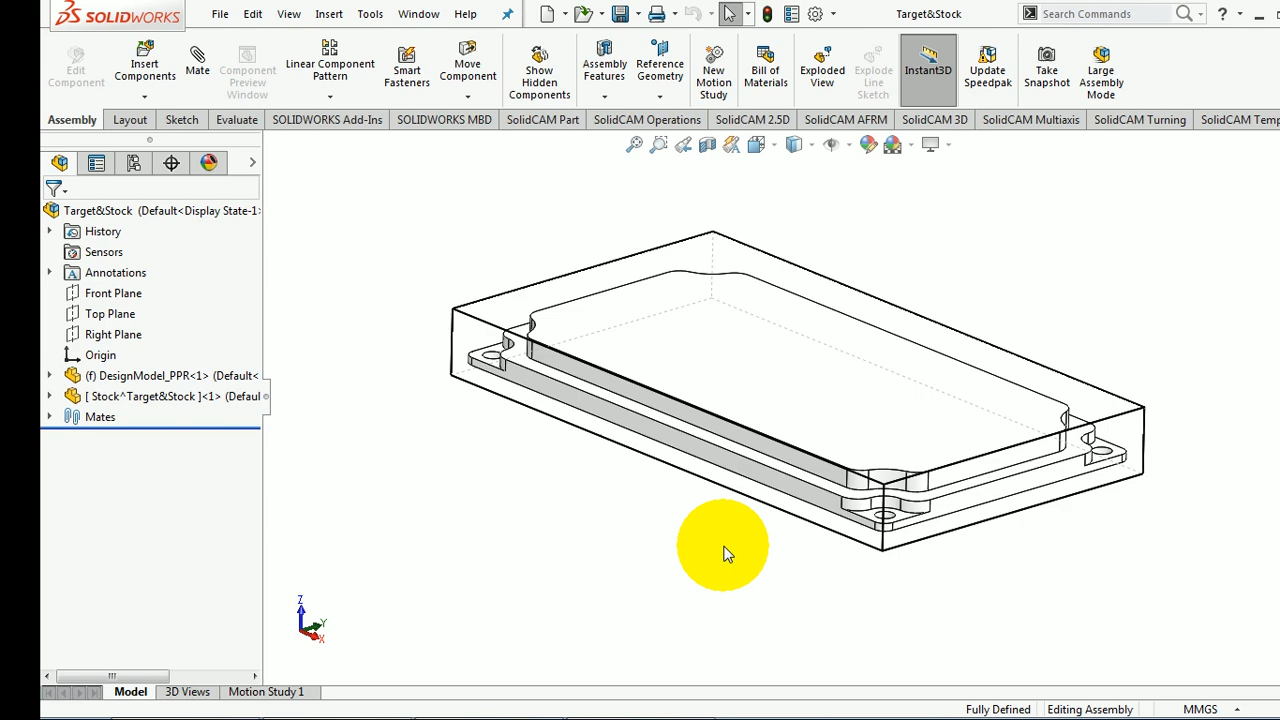 SOLIDWORKS
File Edit View Insert Tools Window Help
Target&Stock
Search Commands
?
Edit Component
Insert Components
Mate
Component Preview Window
Linear Component Pattern
Smart Fasteners
Move Component
Show Hidden Components
Assembly Features
Reference Geometry
New Motion Study
Bill of Materials
Exploded View
Explode Line Sketch
Instant3D
Update Speedpak
Take Snapshot
Large Assembly Mode
Assembly Layout Sketch Evaluate SOLIDWORKS Add-Ins SOLIDWORKS MBD SolidCAM Part SolidCAM Operations SolidCAM 2.5D SolidCAM AFRM SolidCAM 3D SolidCAM Multiaxis SolidCAM Turning SolidCAM Temp
Target&Stock (Default<Display State-1>
History
Sensors
A Annotations
Front Plane
Top Plane
Right Plane
Origin
(f) DesignModel_PPR<1> (Default<
[ Stock^Target&Stock ]<1> (Defaul
Mates
Z
Y
X
Model 3D Views Motion Study 1
Fully Defined Editing Assembly MMGS